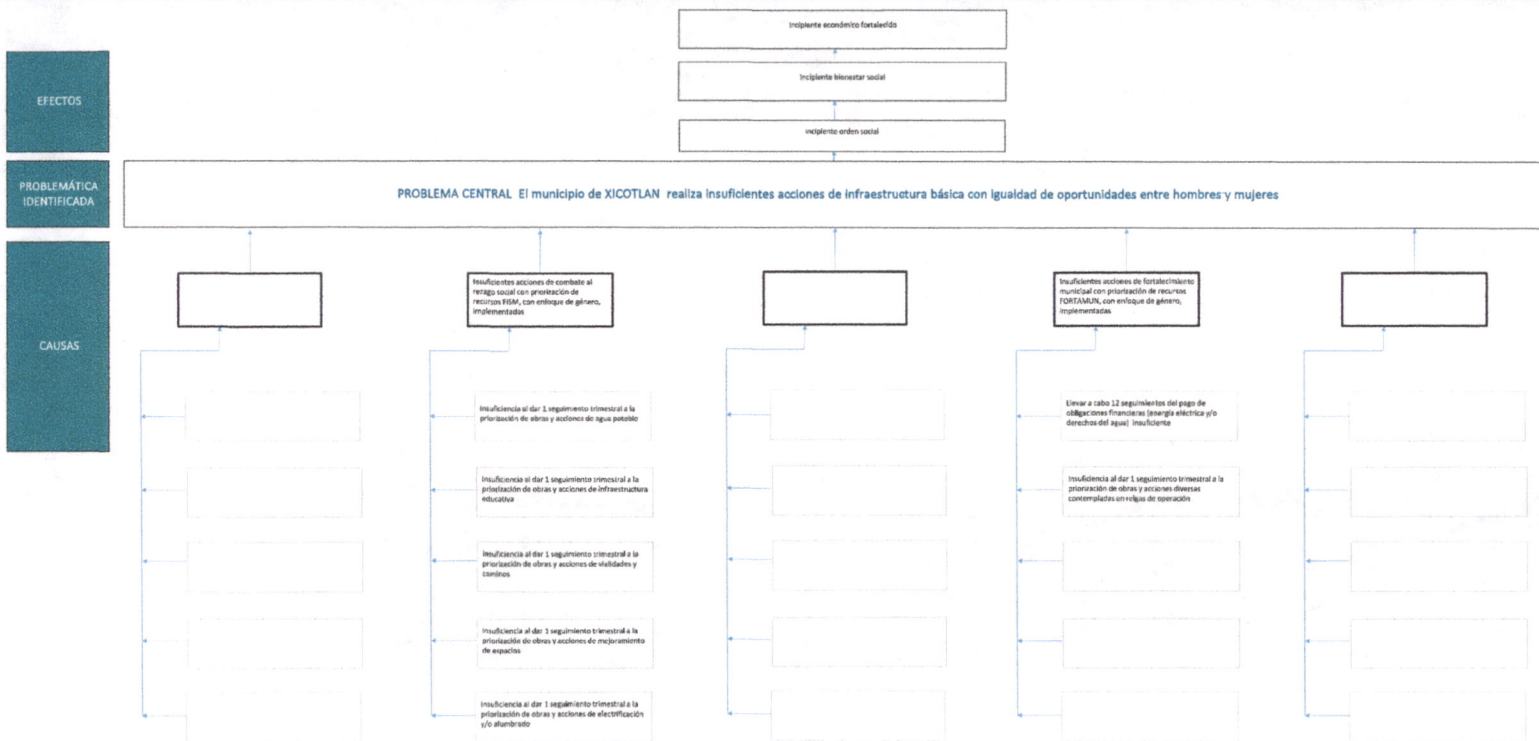 Incipiente económico fortalecido
Incipiente bienestar social
incipiente orden social
EFECTOS
PROBLEMÁTICA
IDENTIFICADA
PROBLEMA CENTRAL El municipio de XICOTLAN realiza insuficientes acciones de infraestructura básica con igualdad de oportunidades entre hombres y mujeres
CAUSAS
Insuficientes acciones de combate al
rezago social con priorización de
recursos FISM, con enfoque de género,
implementadas
Insuficiencia al dar 1 seguimiento trimestral a la
priorización de obras y acciones de agua potable
Insuficiencia al dar 1 seguimiento trimestral a la
priorización de obras y acciones de infraestructura
educativa
Insuficiencia al dar 1 seguimiento trimestral a la
priorización de obras y acciones de vialidades y
caminos
Insuficiencia al dar 1 seguimiento trimestral a la
priorización de obras y acciones de mejoramiento
de espacios
Insuficiencia al dar 1 seguimiento trimestral a la
priorización de obras y acciones de electrificación
y/o alumbrado
Insuficientes acciones de fortalecimiento
municipal con priorización de recursos
FORTAMUN, con enfoque de género,
implementadas
Llevar a cabo 12 seguimientos del pago de
obligaciones financieras (energía eléctrica y/o
derechos del agua) insuficiente
Insuficiencia al dar 1 seguimiento trimestral a la
priorización de obras y acciones diversas
contempladas en relgas de operación